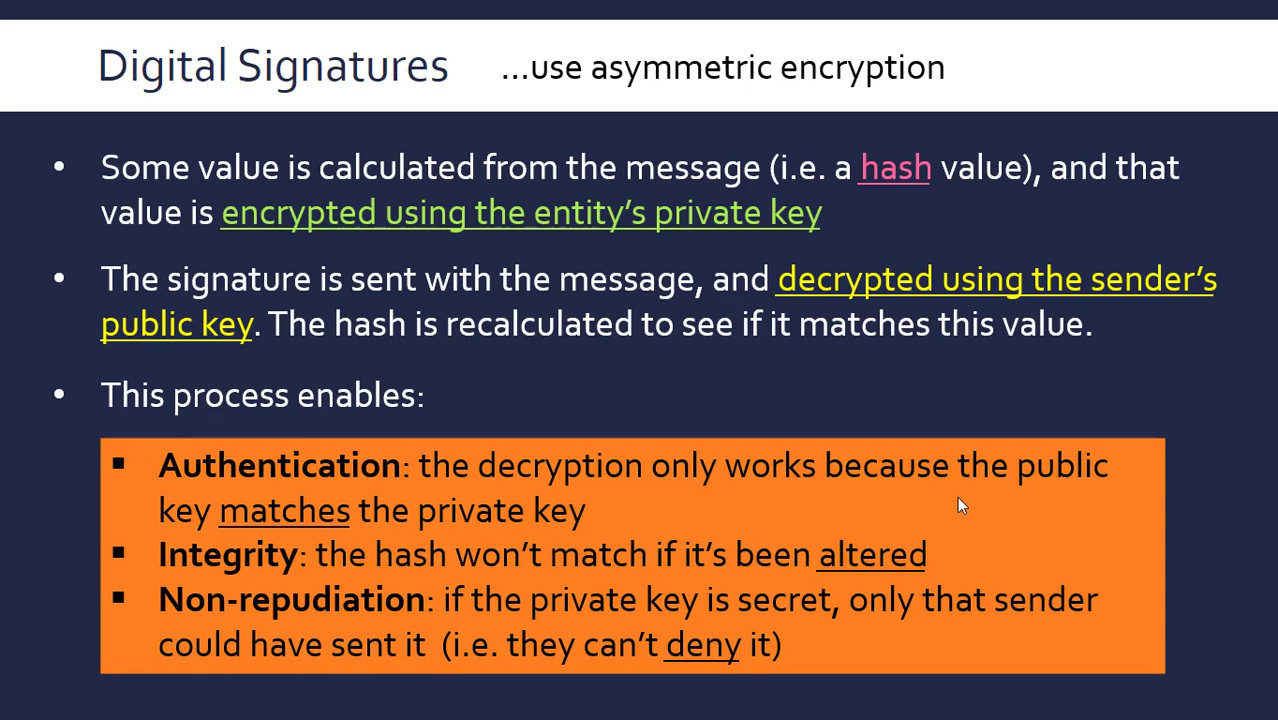 Digital Signatures ...use asymmetric encryption
• Some value is calculated from the message (i.e. a hash value), and that
value is encrypted using the entity’s private key
• The signature is sent with the message, and decrypted using the sender’s
public key. The hash is recalculated to see if it matches this value.
• This process enables:
▪ Authentication: the decryption only works because the public
key matches the private key
▪ Integrity: the hash won’t match if it’s been altered
▪ Non-repudiation: if the private key is secret, only that sender
could have sent it (i.e. they can’t deny it)